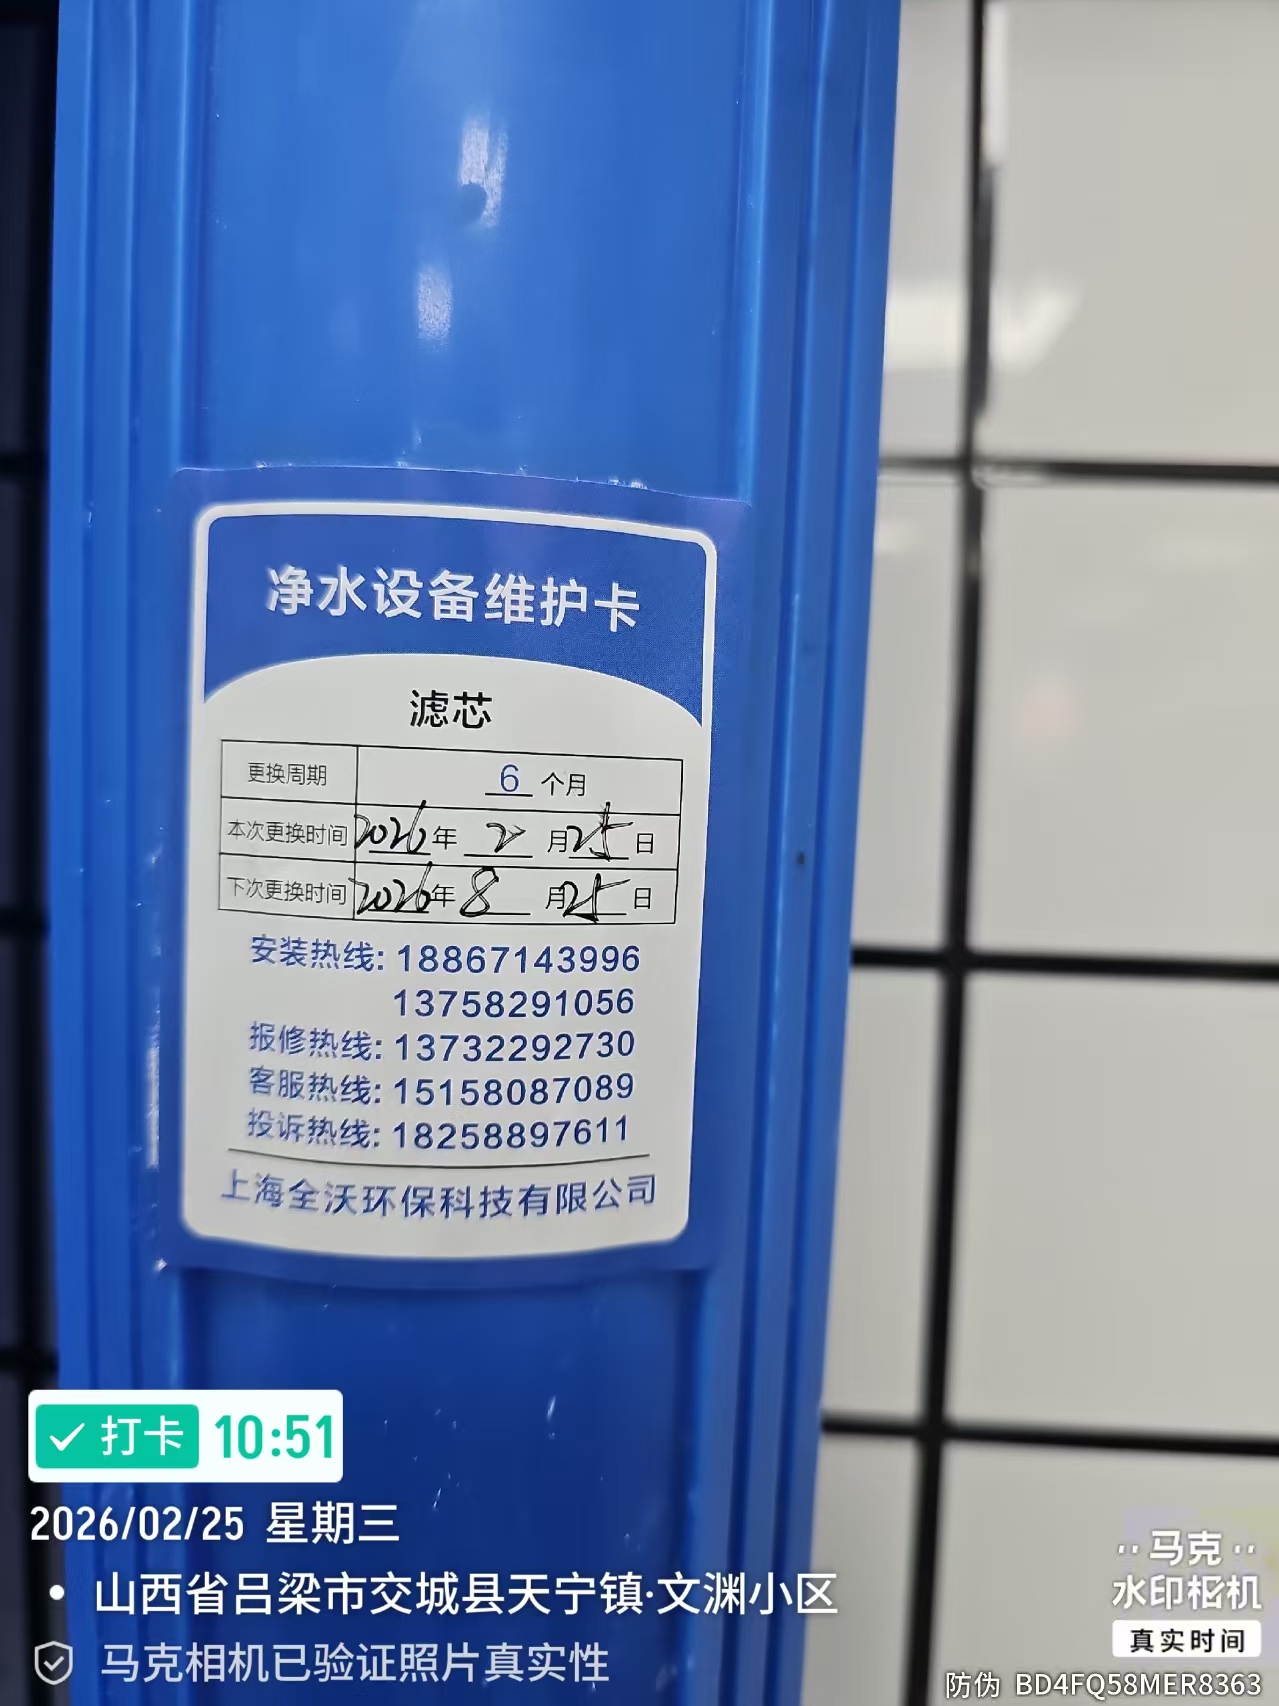 净水设备维护卡
滤芯
更换周期 6 个月
本次更换时间 2026年 2 月25日
下次更换时间 2026年 8 月25日
安装热线: 18867143996
13758291056
报修热线: 13732292730
客服热线: 15158087089
投诉热线: 18258897611
上海全沃环保科技有限公司
打卡 10:51
2026/02/25 星期三
山西省吕梁市交城县天宁镇·文渊小区
马克相机已验证照片真实性
马克
水印相机
真实时间
防伪 BD4FQ58MER8363